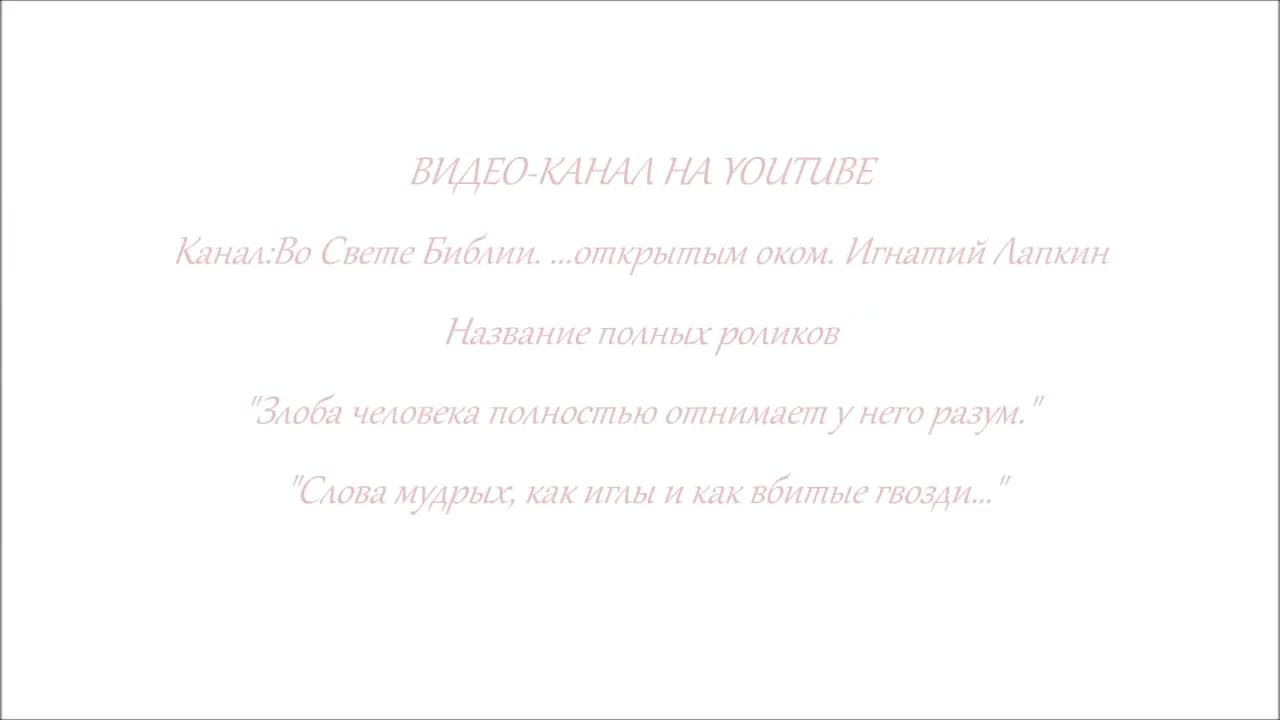 ВИДЕО-КАНАЛ НА YOUTUBE
Канал:Во Свете Библии. ...открытым оком. Игнатий Лапкин
Название полных роликов
"Злоба человека полностью отнимает у него разум."
"Слова мудрых, как иглы и как вбитые гвозди..."